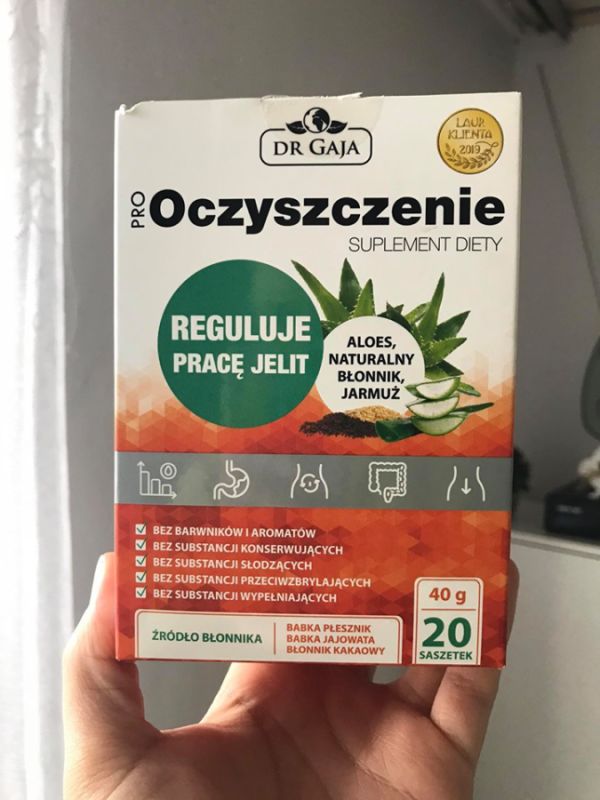 DR GAJA
LAUR
KLIENTA
2019
PRO Oczyszczenie
SUPLEMENT DIETY
REGULUJE
PRACĘ JELIT
ALOES,
NATURALNY
BŁONNIK,
JARMUŻ
BEZ BARWNIKÓW I AROMATÓW
BEZ SUBSTANCJI KONSERWUJĄCYCH
BEZ SUBSTANCJI SŁODZĄCYCH
BEZ SUBSTANCJI PRZECIWZBRYLAJĄCYCH
BEZ SUBSTANCJI WYPEŁNIAJĄCYCH
ŹRÓDŁO BŁONNIKA
BABKA PŁESZNIK
BABKA JAJOWATA
BŁONNIK KAKAOWY
40 g
20
SASZETEK